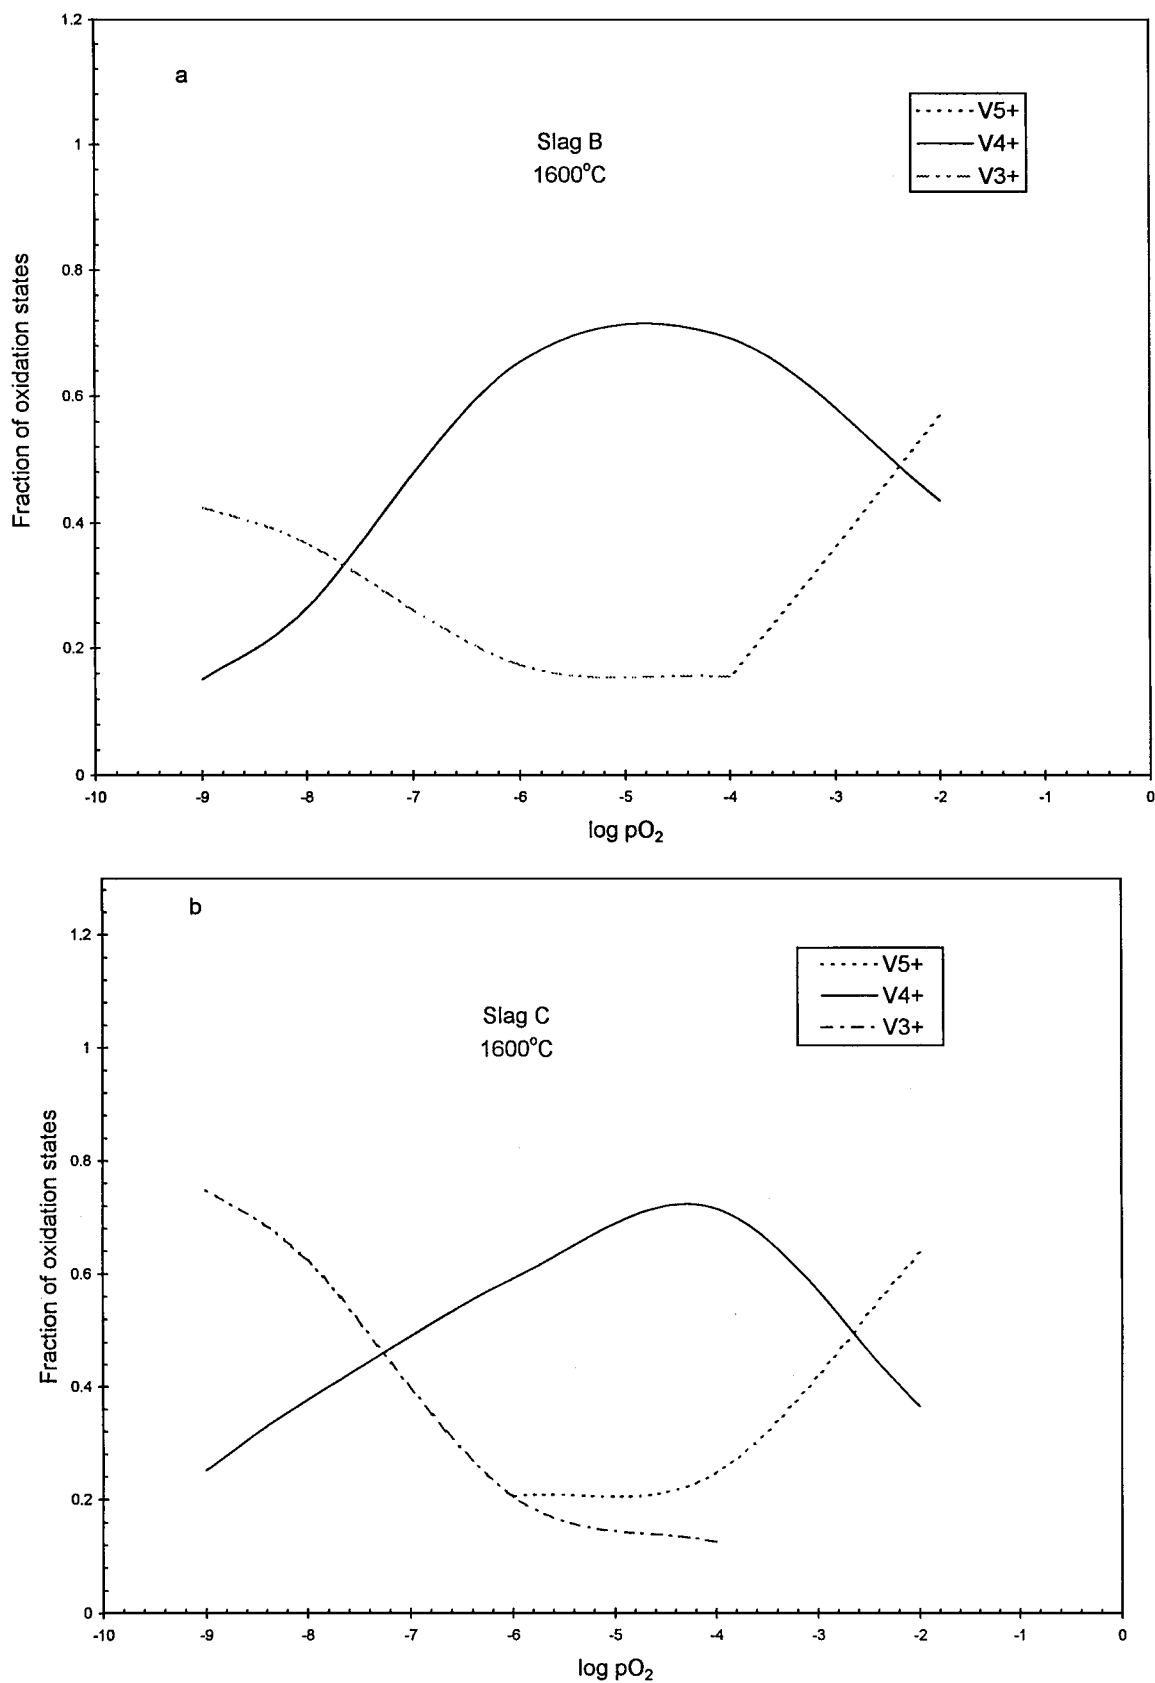 a
V5+
V4+
V3+
Slag B
1600°C
Fraction of oxidation states
1.2
1
0.8
0.6
0.4
0.2
0
-10 -9 -8 -7 -6 -5 -4 -3 -2 -1 0
log pO₂
b
V5+
V4+
V3+
Slag C
1600°C
Fraction of oxidation states
1.2
1
0.8
0.6
0.4
0.2
0
-10 -9 -8 -7 -6 -5 -4 -3 -2 -1 0
log pO₂